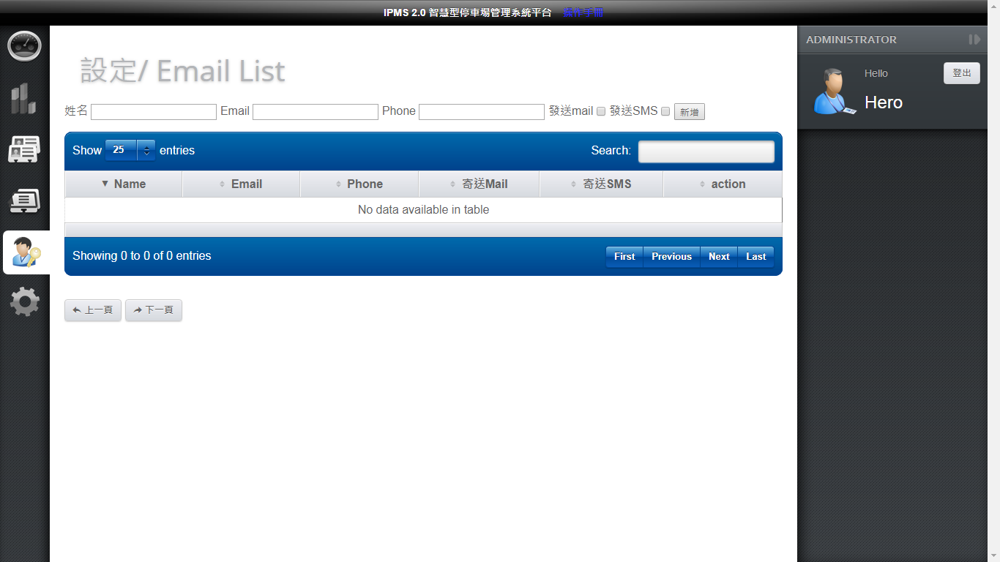 IPMS 2.0 智慧型停車場管理系統平台 操作手冊
ADMINISTRATOR
Hello
登出
Hero
設定/ Email List
姓名 Email Phone 發送mail 發送SMS 新增
Show 25 entries Search:
Name Email Phone 寄送Mail 寄送SMS action
No data available in table
Showing 0 to 0 of 0 entries First Previous Next Last
上一頁 下一頁